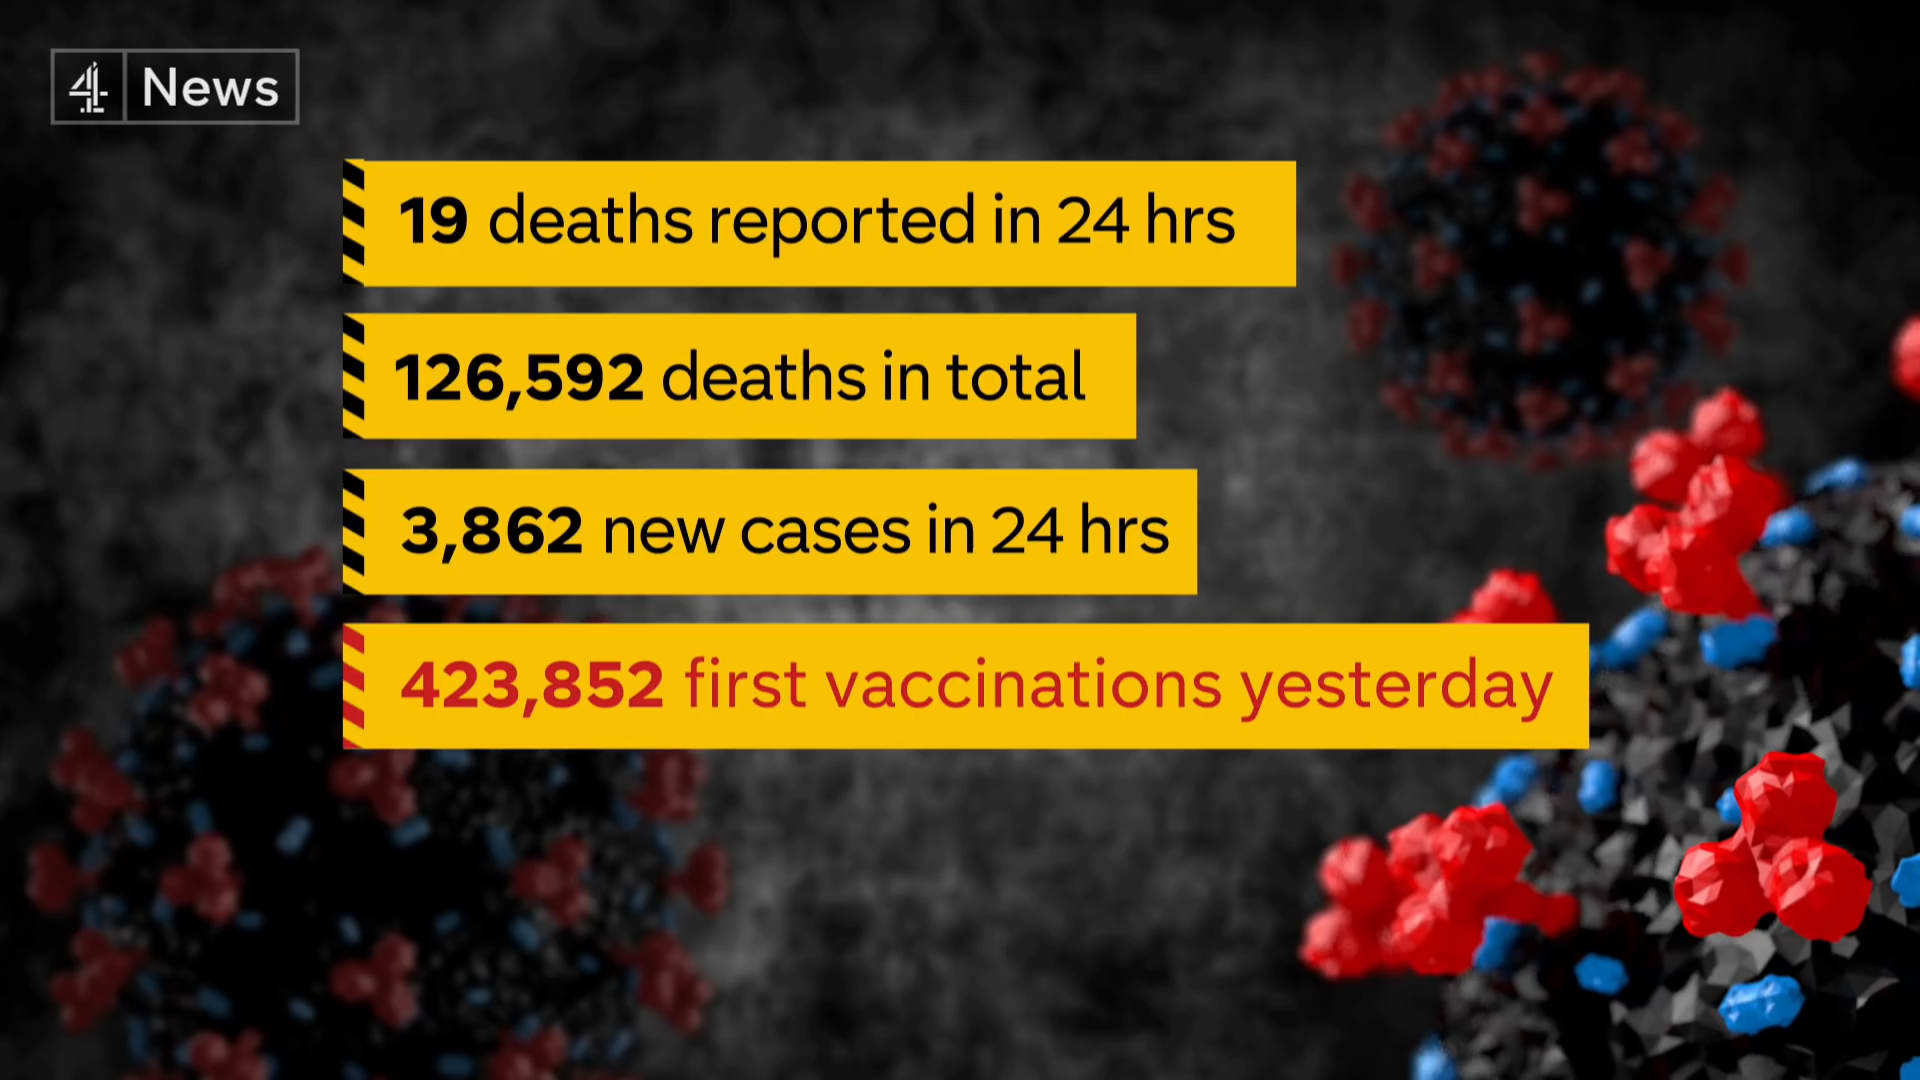 4 News
19 deaths reported in 24 hrs
126,592 deaths in total
3,862 new cases in 24 hrs
423,852 first vaccinations yesterday